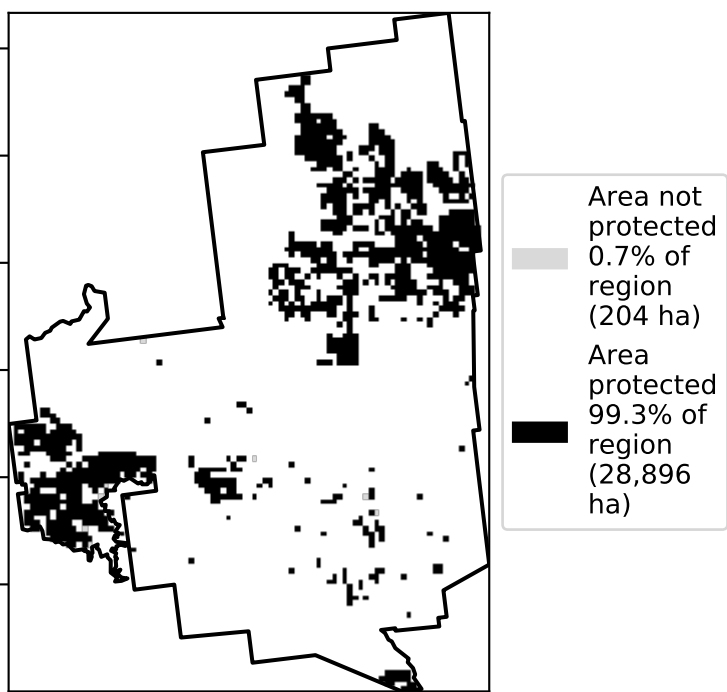 Area not
protected
0.7% of
region
(204 ha)
Area
protected
99.3% of
region
(28,896
ha)